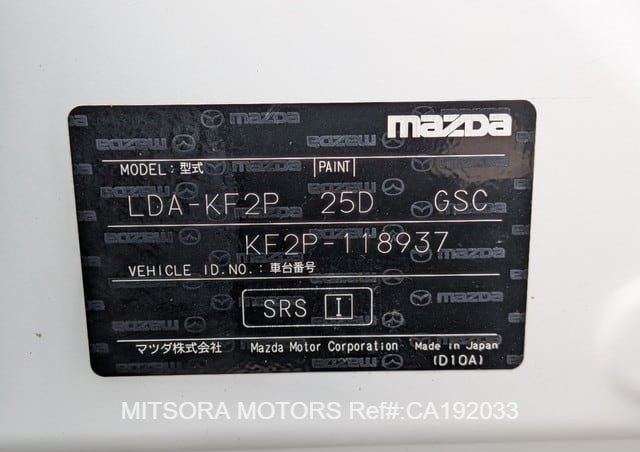 mazda
MODEL: 型式 PAINT
LDA-KF2P 25D GSC
KF2P-118937
VEHICLE ID.NO.: 車台番号
SRS I
マツダ株式会社 Mazda Motor Corporation Made in Japan
(D10A)
MITSORA MOTORS Ref#:CA192033